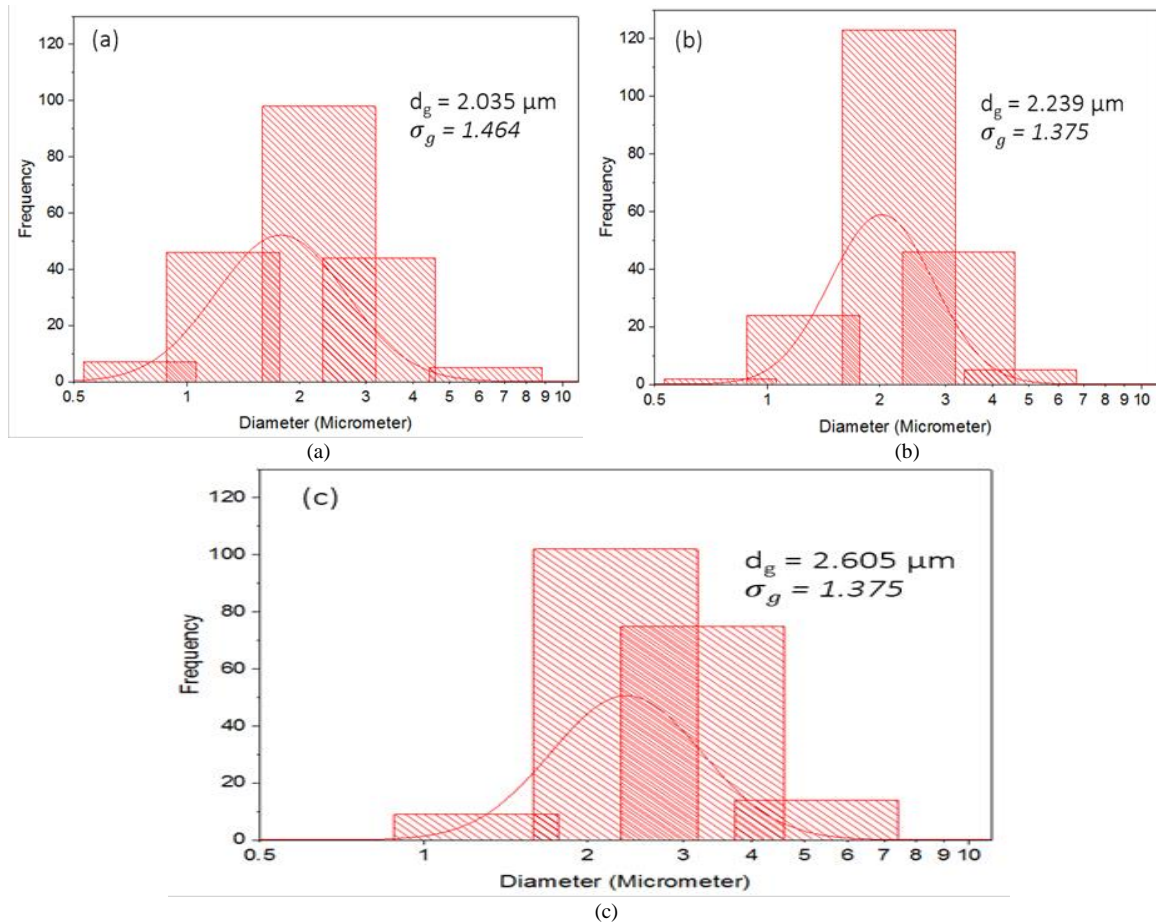 (a)
120
100
80
60
40
20
0
Frequency
d_g = 2.035 μm
σ_g = 1.464
0.5 1 2 3 4 5 6 7 8 9 10
Diameter (Micrometer)
(a)
(b)
120
100
80
60
40
20
0
Frequency
d_g = 2.239 μm
σ_g = 1.375
0.5 1 2 3 4 5 6 7 8 9 10
Diameter (Micrometer)
(b)
(c)
120
100
80
60
40
20
0
Frequency
d_g = 2.605 μm
σ_g = 1.375
0.5 1 2 3 4 5 6 7 8 9 10
Diameter (Micrometer)
(c)